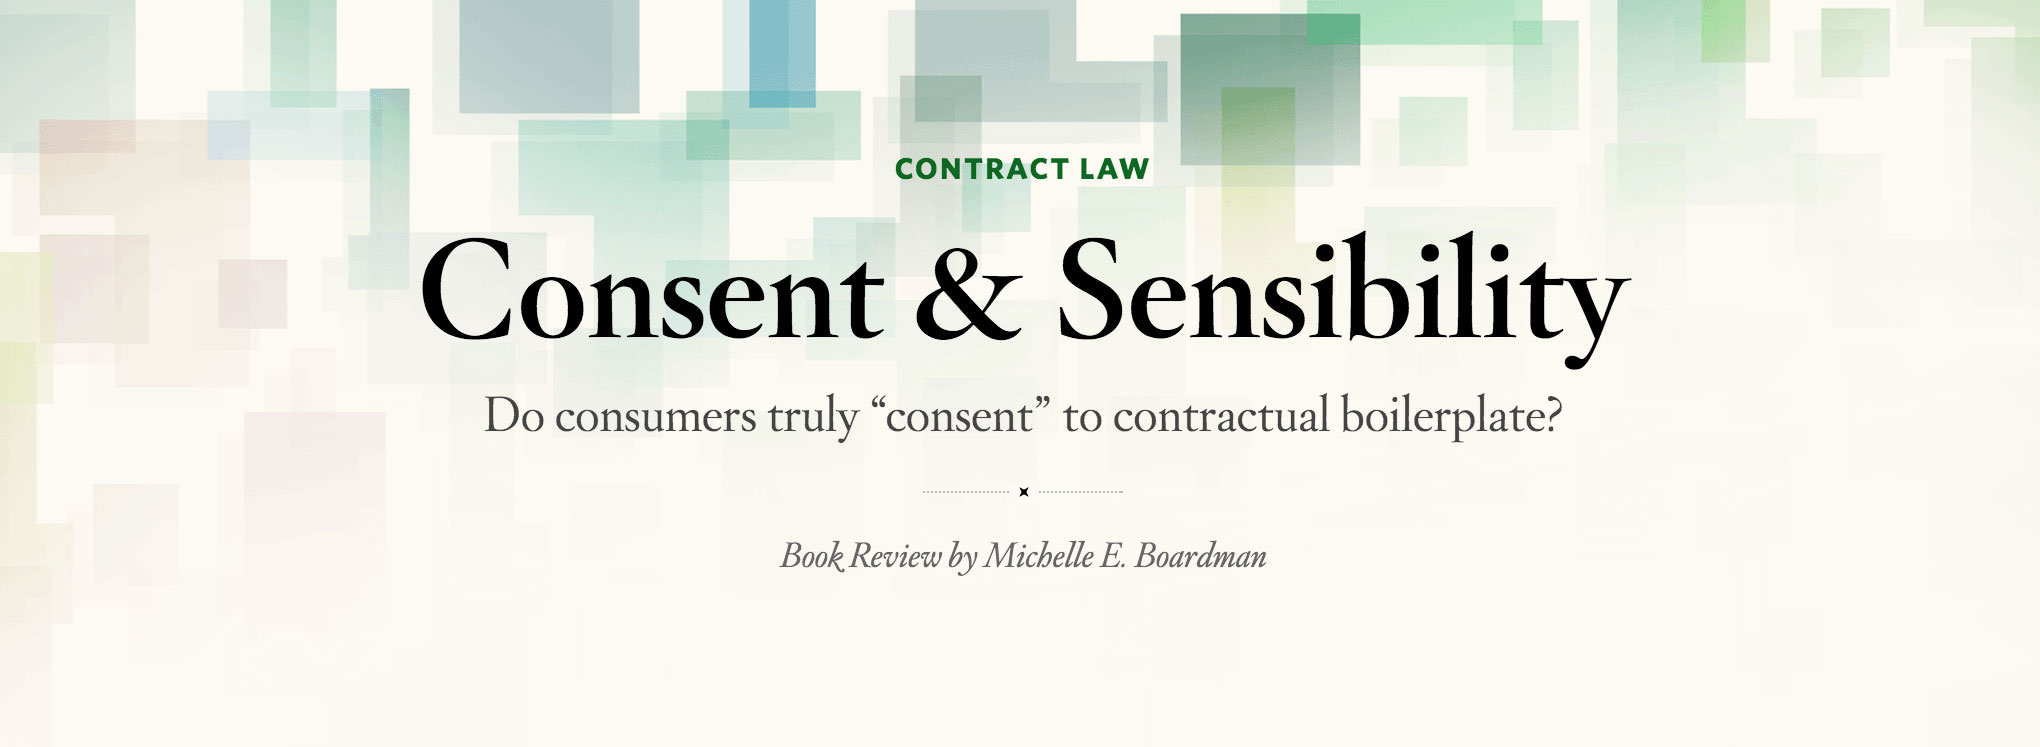 CONTRACT LAW
Consent & Sensibility
Do consumers truly “consent” to contractual boilerplate?
Book Review by Michelle E. Boardman